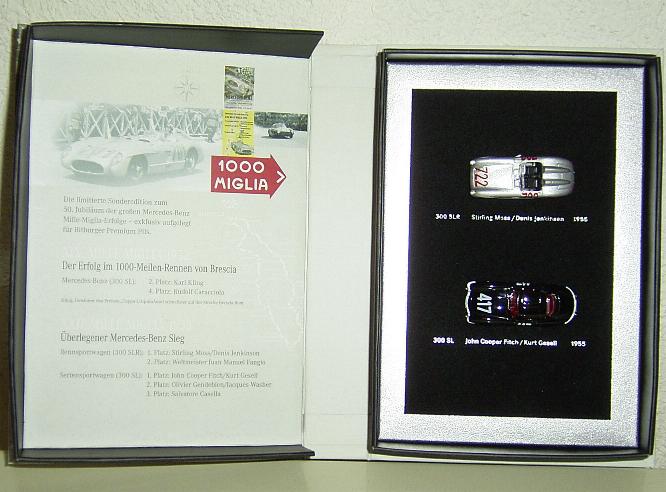 1000
MIGLIA
Die limitierte Sonderedition zum
50. Jubiläum der großen Mercedes-Benz
Mille-Miglia-Erfolge – exklusiv aufgelegt
für Bitburger Premium Pils.
Der Erfolg im 1000-Meilen-Rennen von Brescia
Mercedes-Benz (300 SL): 2. Platz: Karl Kling
4. Platz: Rudolf Caracciola
Überlegener Mercedes-Benz Sieg
Rennsportwagen (300 SLR): 1. Platz: Stirling Moss/Denis Jenkinson
2. Platz: Weltmeister Juan Manuel Fangio
Seriensportwagen (300 SL): 1. Platz: John Cooper Fitch/Kurt Gesell
2. Platz: Olivier Gendebien/Jacques Washer
3. Platz: Salvatore Casella
722
300 SLR Stirling Moss / Denis Jenkinson 1955
417
300 SL John Cooper Fitch / Kurt Gesell 1955